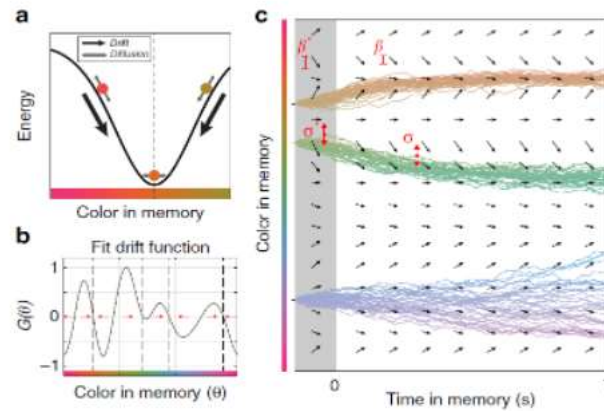 a
Drift
Diffusion
Energy
Color in memory
b
Fit drift function
G(θ)
1
0
−1
Color in memory (θ)
c
β*
β
σ*
σ
Color in memory
0
1
Time in memory (s)